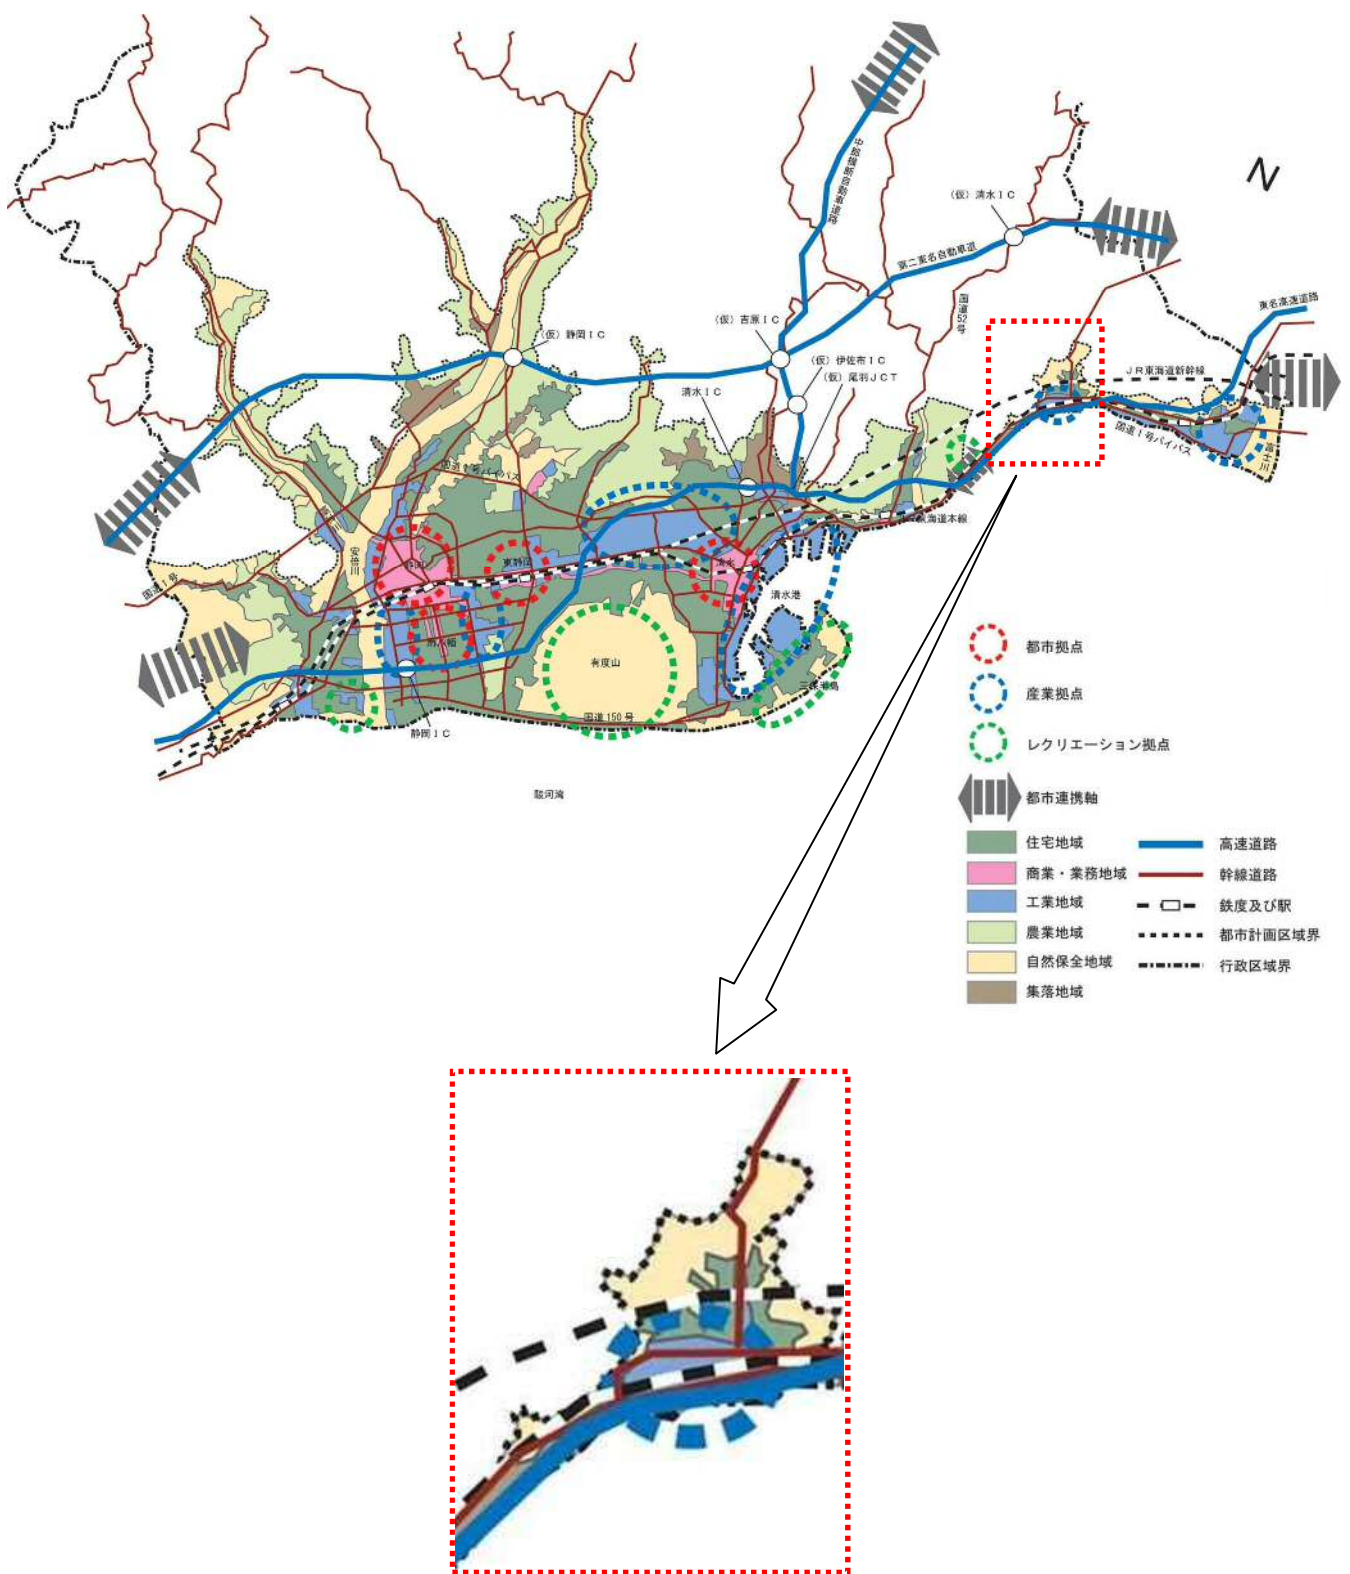 N
中部横断自動車道路
(仮) 清水IC
第二東名自動車道
国道52号
東名高速道路
(仮) 静岡IC
(仮) 吉原IC
(仮) 伊佐布IC
(仮) 尾羽JCT
清水IC
JR東海道新幹線
国道1号バイパス
富士川
国道1号バイパス
東海道本線
安倍川
静岡
東静岡
清水
清水港
国道1号
有度山
三保半島
国道150号
静岡IC
駿河湾
都市拠点
産業拠点
レクリエーション拠点
都市連携軸
住宅地域
商業・業務地域
工業地域
農業地域
自然保全地域
集落地域
高速道路
幹線道路
鉄度及び駅
都市計画区域界
行政区域界